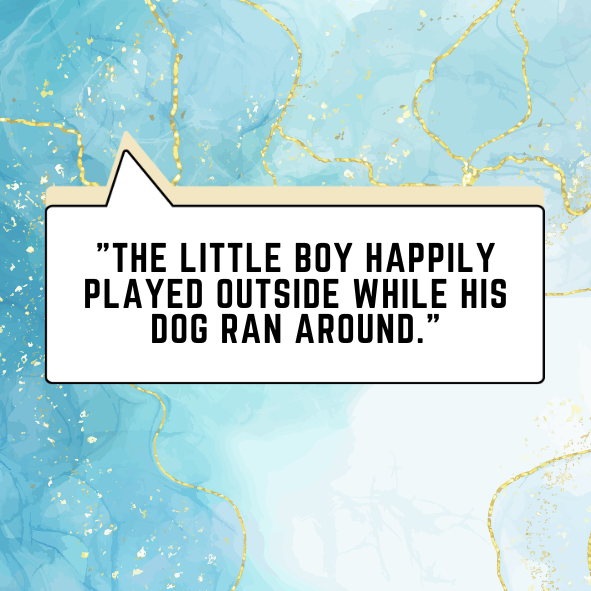 ”THE LITTLE BOY HAPPILY
PLAYED OUTSIDE WHILE HIS
DOG RAN AROUND.”